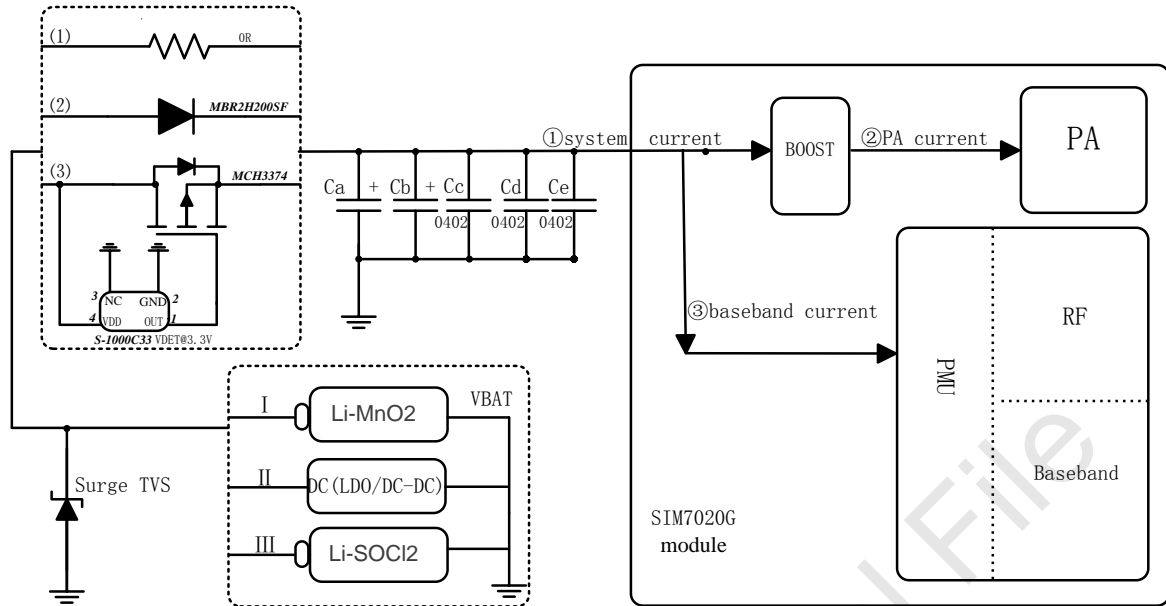 (1) 0R
(2) MBR2H200SF
(3) MCH3374
3 NC GND 2
4 VDD OUT 1
S-1000C33 VDET@3.3V
Ca + Cb + Cc Cd Ce
0402 0402 0402
①system current
BOOST
②PA current
PA
③baseband current
PMU
RF
Baseband
SIM7020G
module
Surge TVS
VBAT
I Li-MnO2
II DC(LDO/DC-DC)
III Li-SOCl2
File